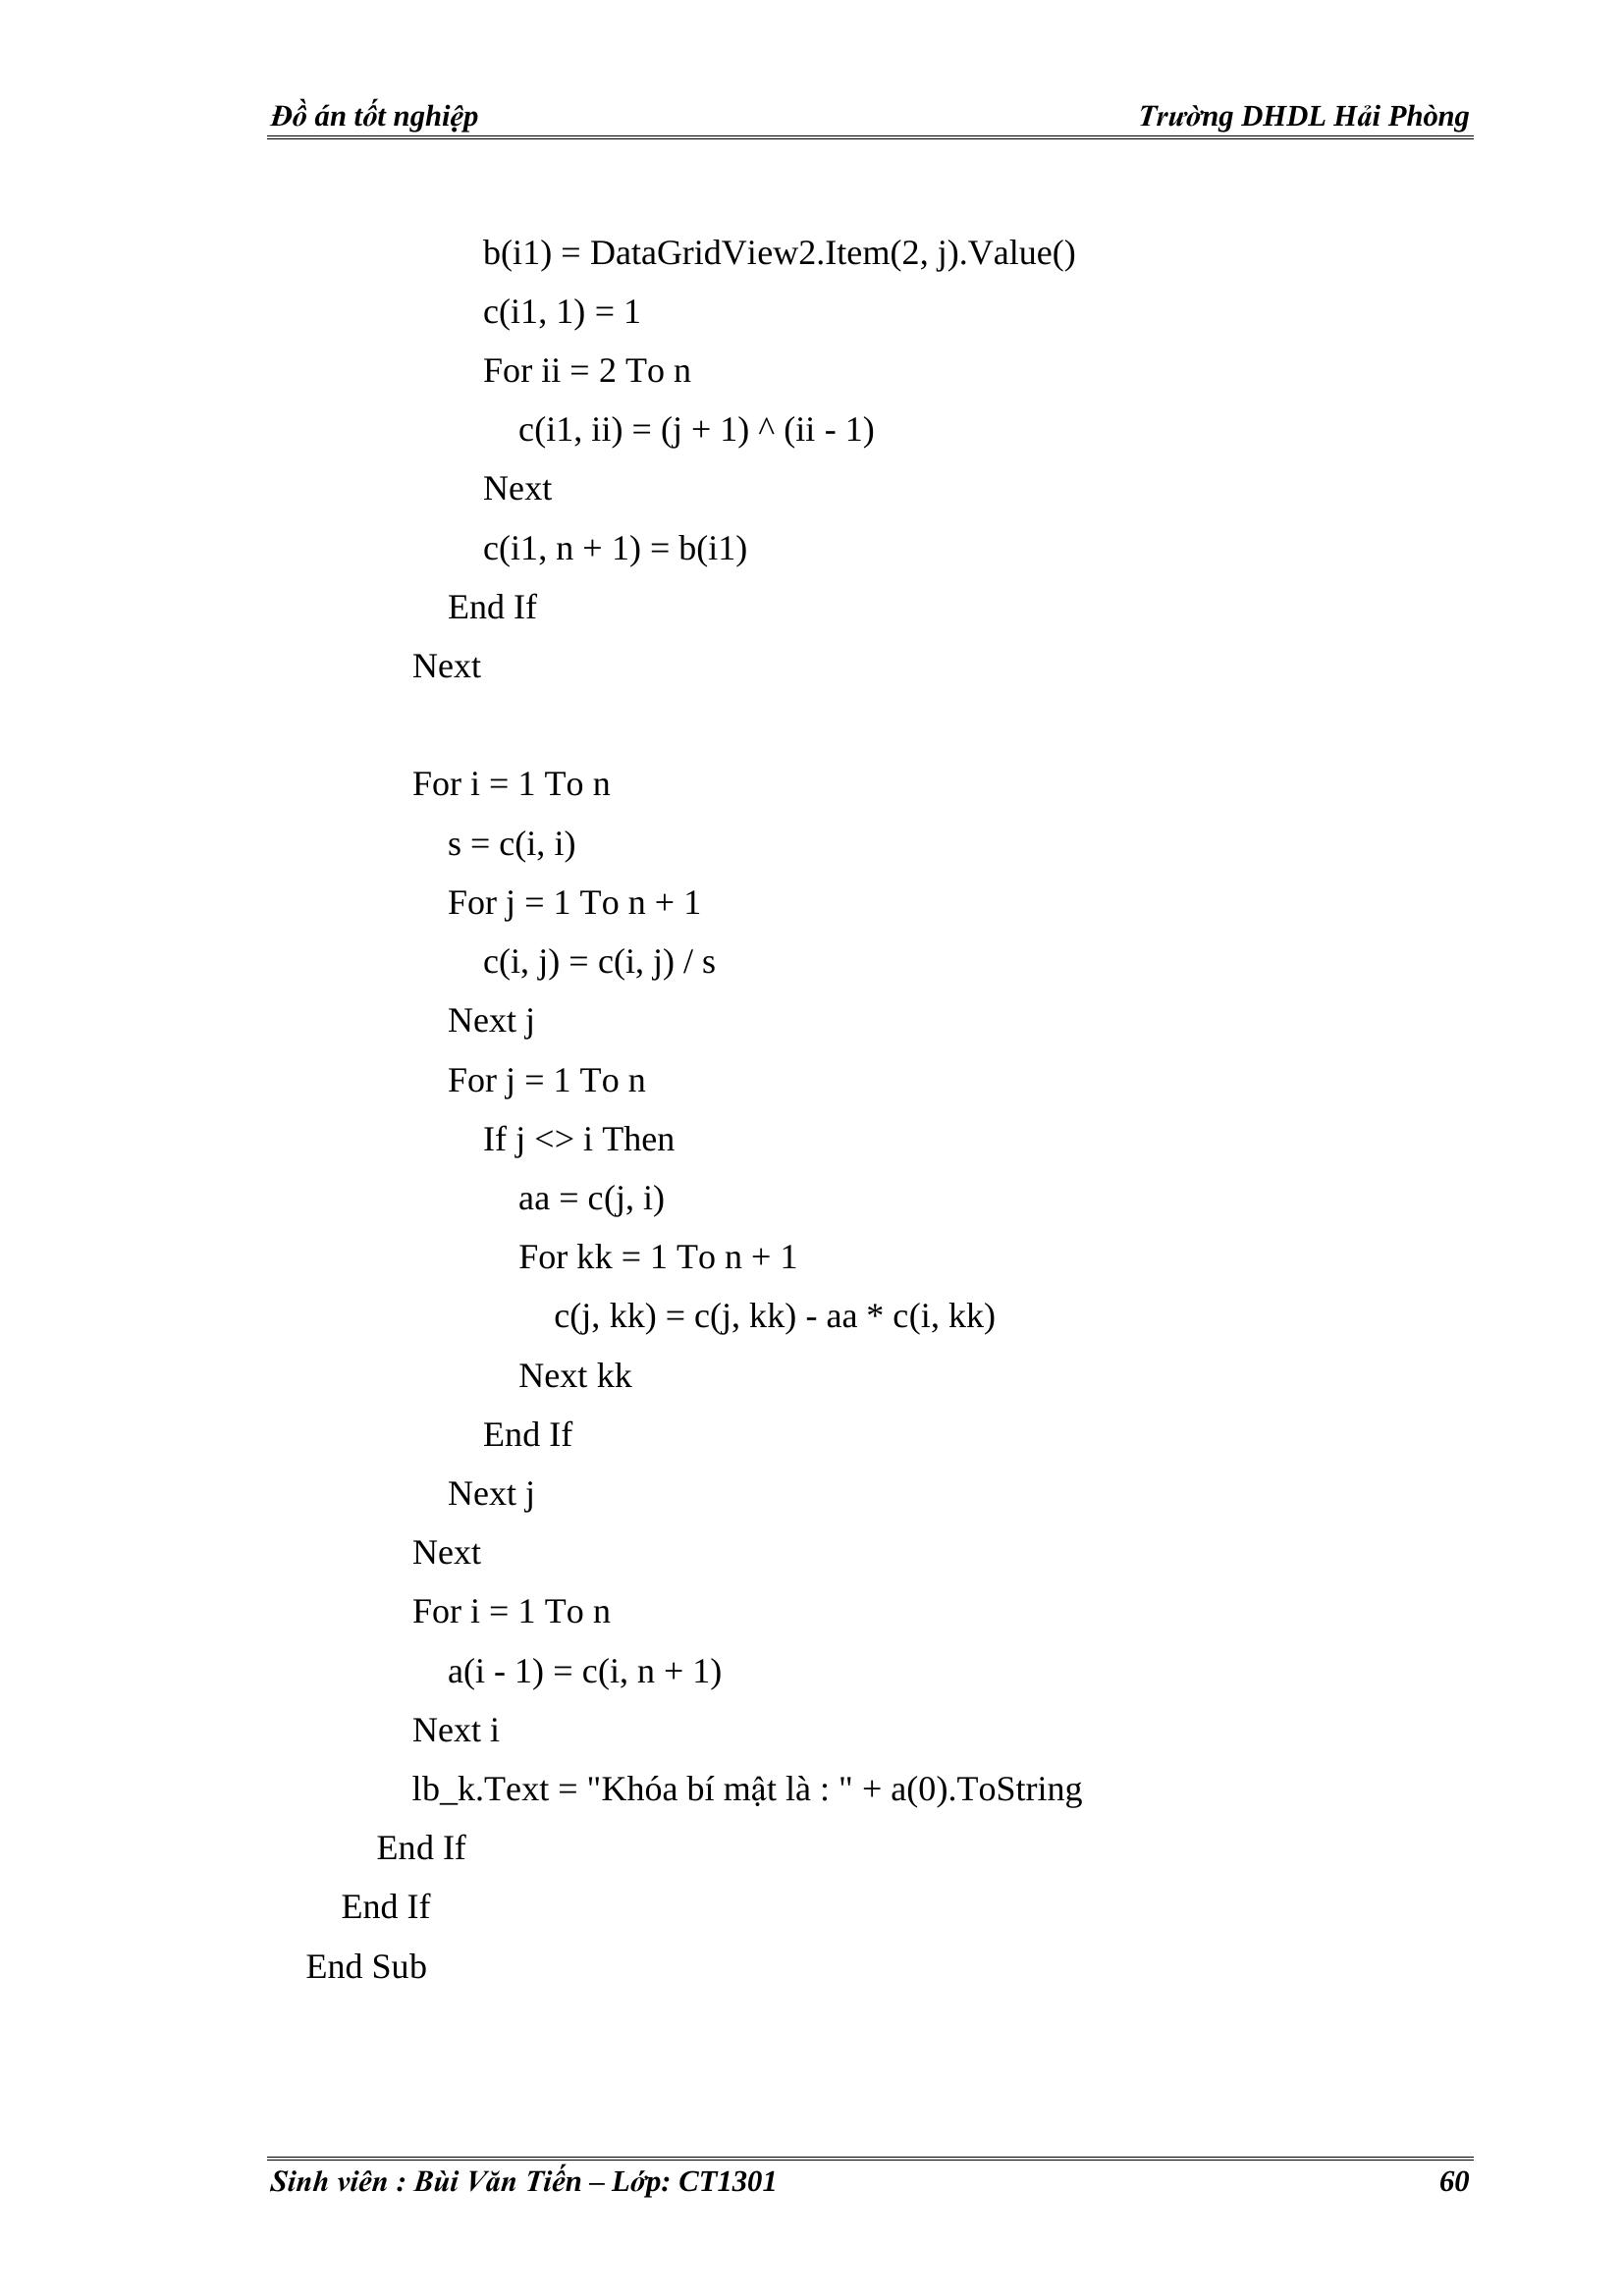 Đồ án tốt nghiệp Trường DHDL Hải Phòng
b(i1) = DataGridView2.Item(2, j).Value()
c(i1, 1) = 1
For ii = 2 To n
c(i1, ii) = (j + 1) ^ (ii - 1)
Next
c(i1, n + 1) = b(i1)
End If
Next
For i = 1 To n
s = c(i, i)
For j = 1 To n + 1
c(i, j) = c(i, j) / s
Next j
For j = 1 To n
If j <> i Then
aa = c(j, i)
For kk = 1 To n + 1
c(j, kk) = c(j, kk) - aa * c(i, kk)
Next kk
End If
Next j
Next
For i = 1 To n
a(i - 1) = c(i, n + 1)
Next i
lb_k.Text = "Khóa bí mật là : " + a(0).ToString
End If
End If
End Sub
Sinh viên : Bùi Văn Tiến – Lớp: CT1301 60